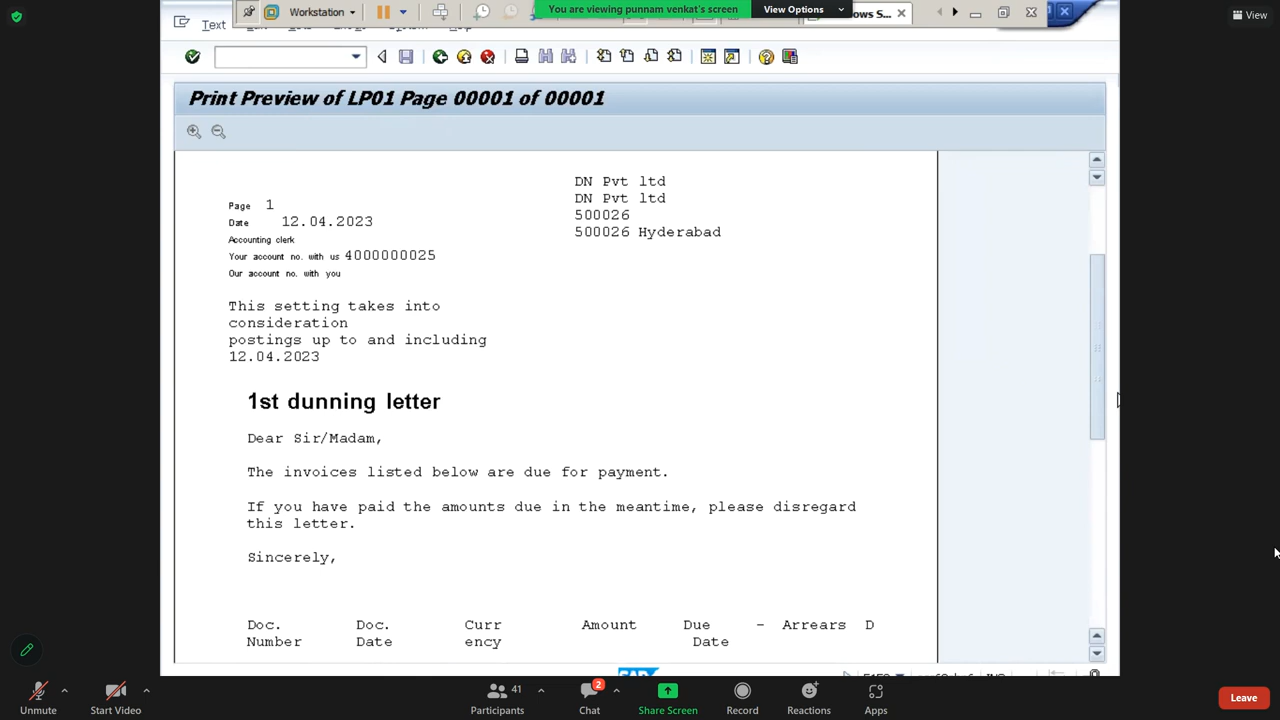 Workstation
You are viewing punnam venkat's screen
View Options
ows S...
View
Text
Print Preview of LP01 Page 00001 of 00001
DN Pvt ltd
DN Pvt ltd
500026
500026 Hyderabad
Page 1
Date 12.04.2023
Accounting clerk
Your account no. with us 4000000025
Our account no. with you
This setting takes into
consideration
postings up to and including
12.04.2023
1st dunning letter
Dear Sir/Madam,
The invoices listed below are due for payment.
If you have paid the amounts due in the meantime, please disregard
this letter.
Sincerely,
Doc. Doc. Curr Amount Due - Arrears D
Number Date ency Date
SAP
Unmute
Start Video
41
Participants
2
Chat
Share Screen
Record
Reactions
Apps
Leave